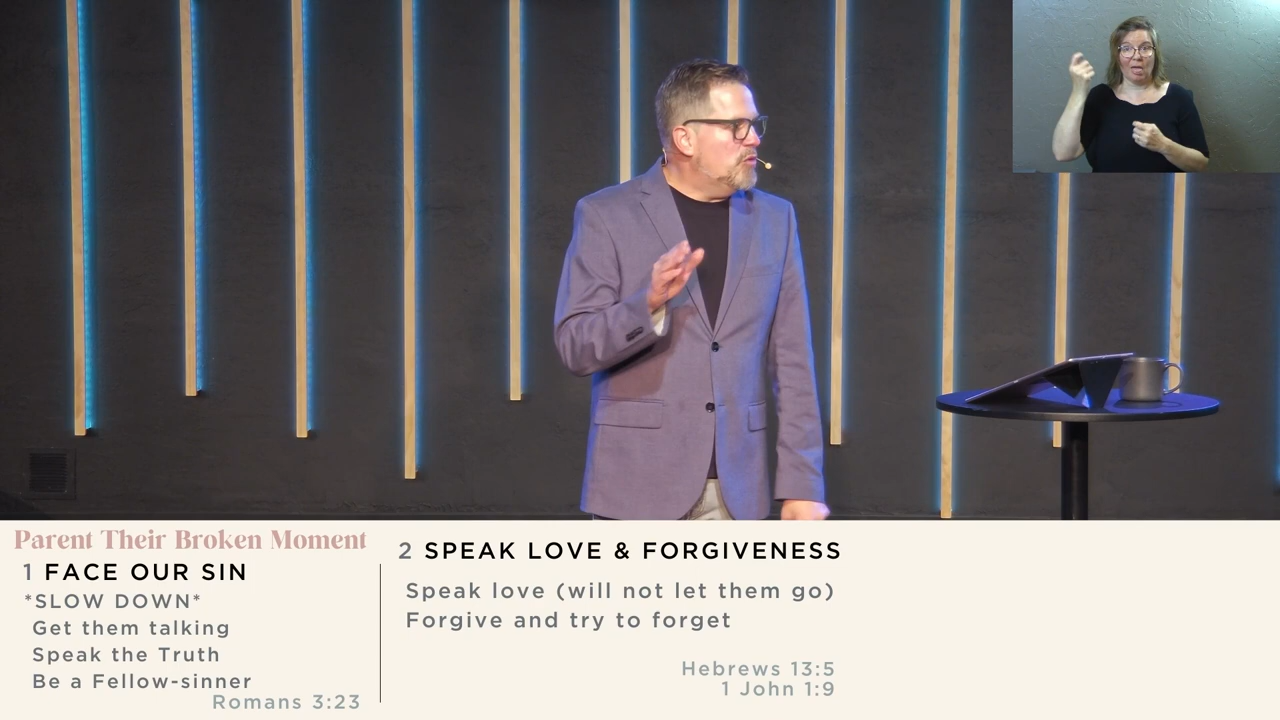 Parent Their Broken Moment
1 FACE OUR SIN
*SLOW DOWN*
Get them talking
Speak the Truth
Be a Fellow-sinner
Romans 3:23
2 SPEAK LOVE & FORGIVENESS
Speak love (will not let them go)
Forgive and try to forget
Hebrews 13:5
1 John 1:9